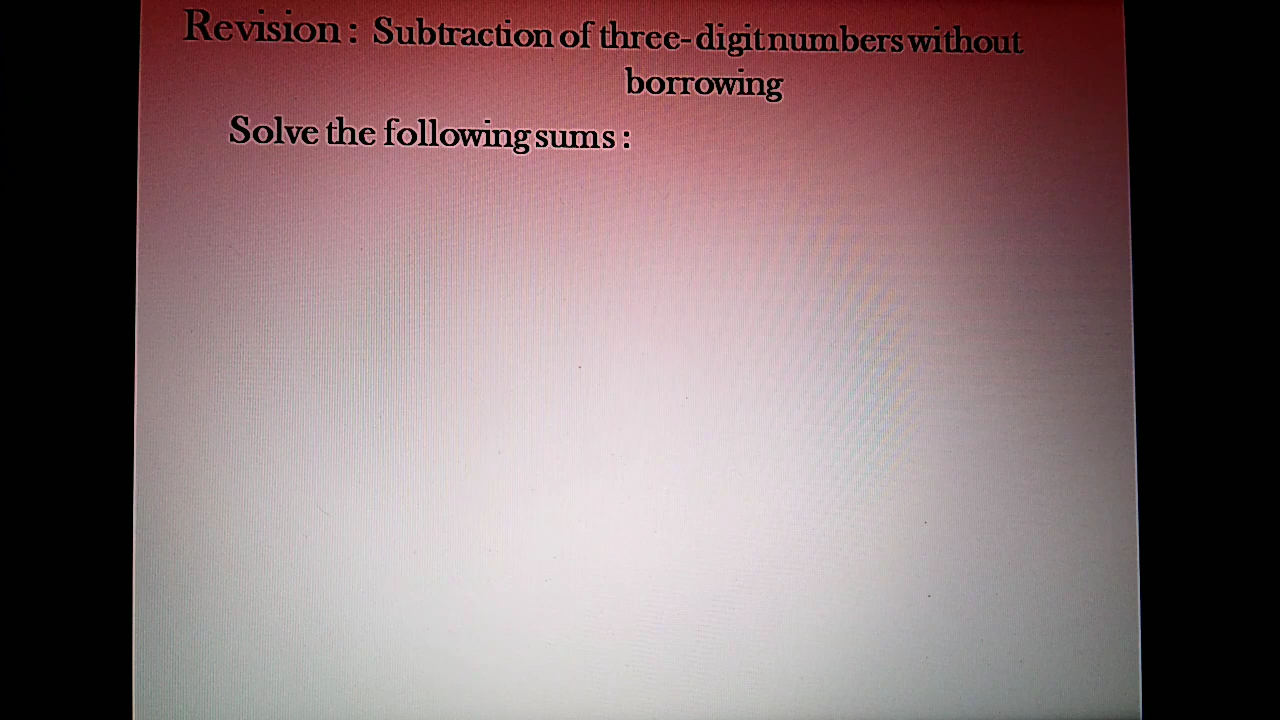 Revision : Subtraction of three-digit numbers without
borrowing
Solve the following sums :